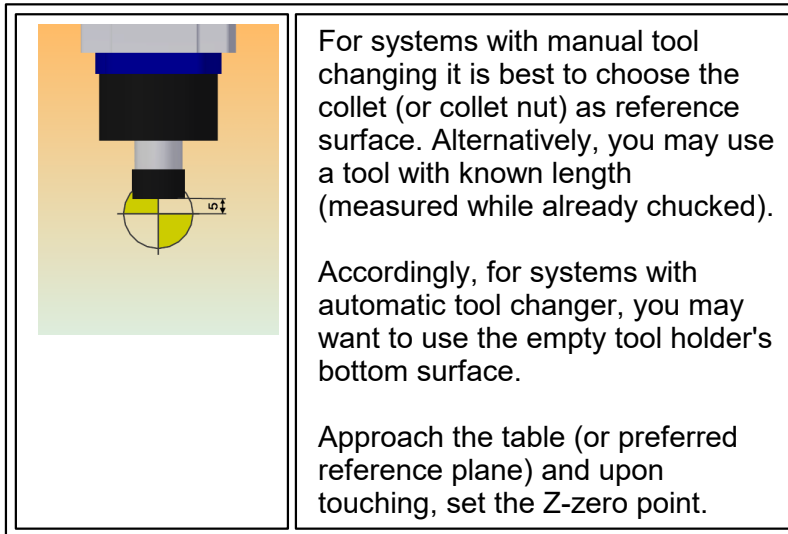 5
For systems with manual tool
changing it is best to choose the
collet (or collet nut) as reference
surface. Alternatively, you may use
a tool with known length
(measured while already chucked).
Accordingly, for systems with
automatic tool changer, you may
want to use the empty tool holder's
bottom surface.
Approach the table (or preferred
reference plane) and upon
touching, set the Z-zero point.